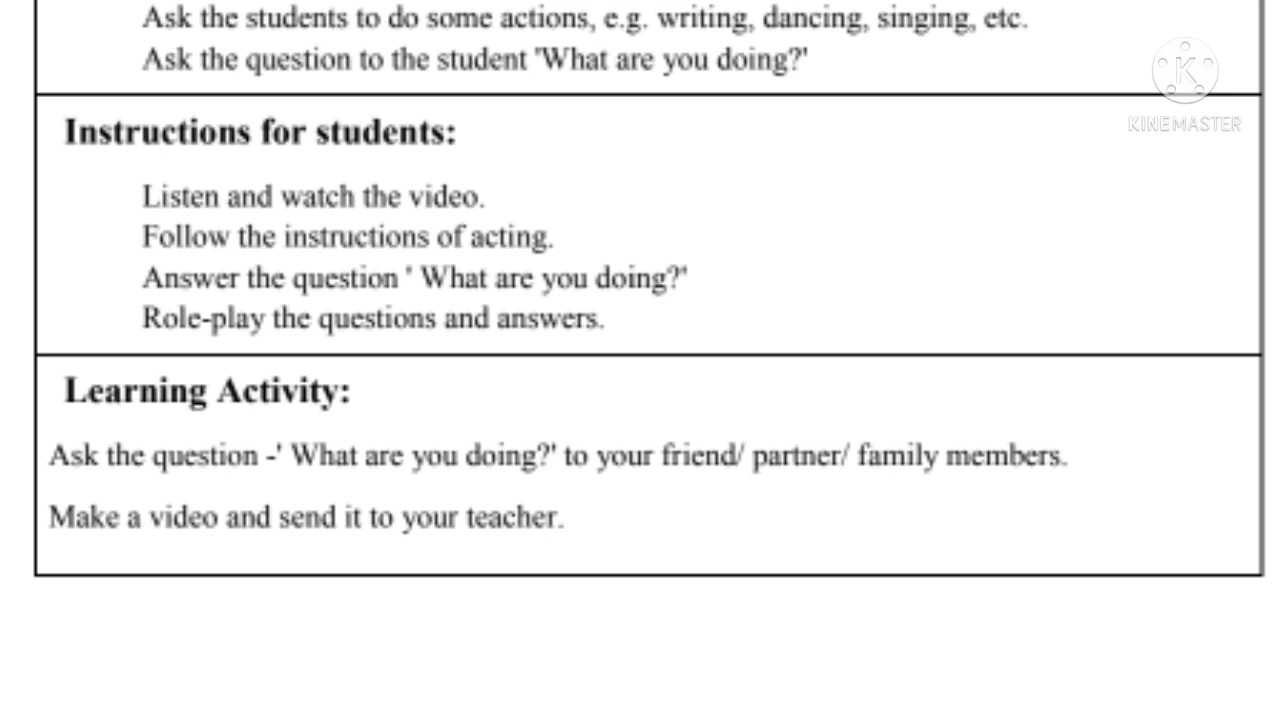 Ask the students to do some actions, e.g. writing, dancing, singing, etc.
Ask the question to the student 'What are you doing?'
K
KINEMASTER
Instructions for students:
Listen and watch the video.
Follow the instructions of acting.
Answer the question ' What are you doing?'
Role-play the questions and answers.
Learning Activity:
Ask the question -' What are you doing?' to your friend/ partner/ family members.
Make a video and send it to your teacher.